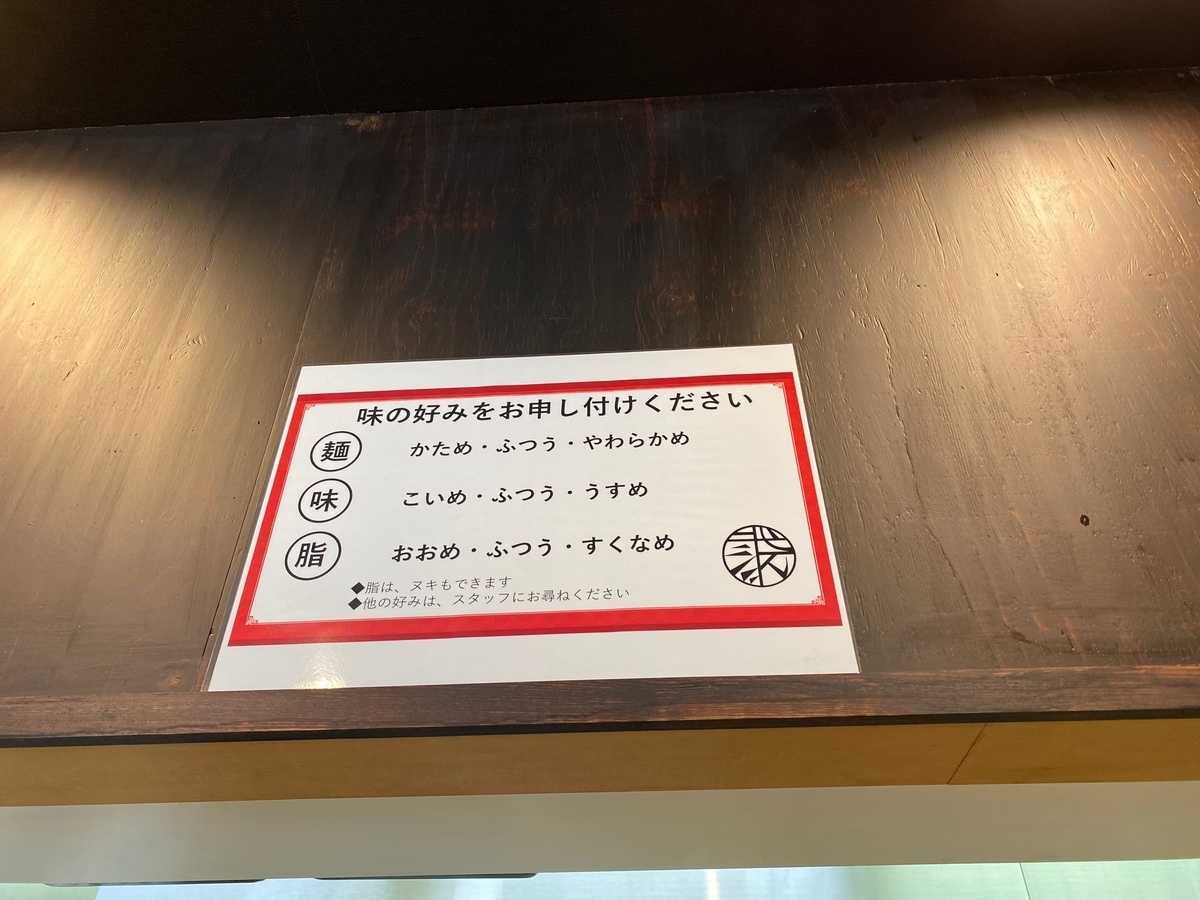 味の好みをお申し付けください
麺 かため・ふつう・やわらかめ
味 こいめ・ふつう・うすめ
脂 おおめ・ふつう・すくなめ
◆脂は、ヌキもできます
◆他の好みは、スタッフにお尋ねください